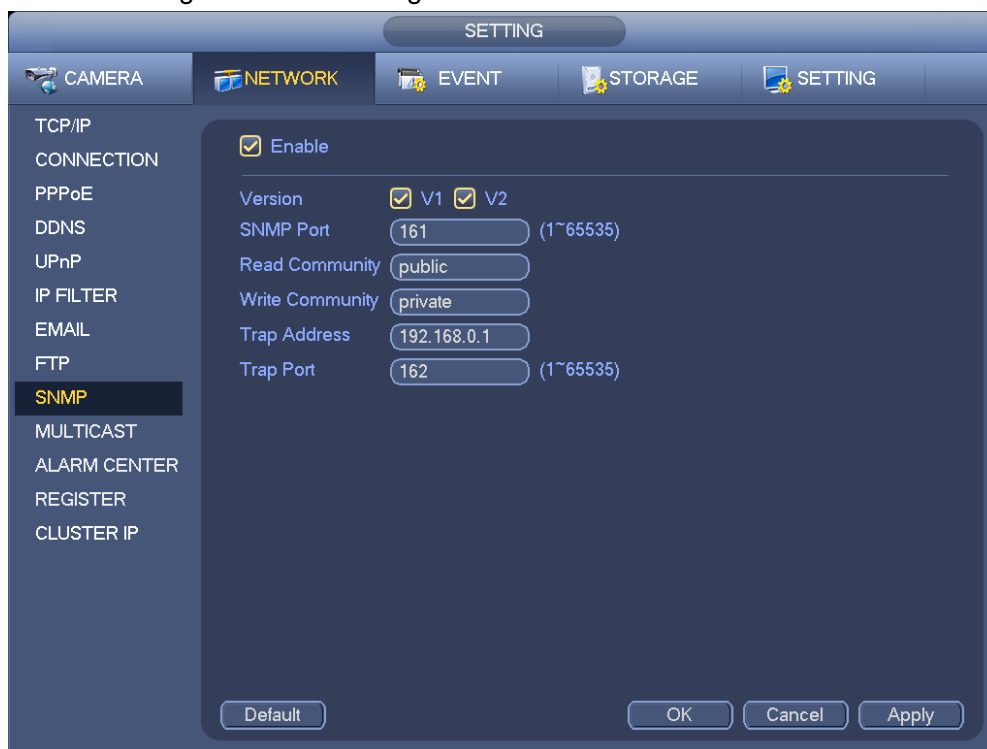 SETTING
CAMERA NETWORK EVENT STORAGE SETTING
TCP/IP
CONNECTION
PPPoE
DDNS
UPnP
IP FILTER
EMAIL
FTP
SNMP
MULTICAST
ALARM CENTER
REGISTER
CLUSTER IP
Enable
Version V1 V2
SNMP Port 161 (1~65535)
Read Community public
Write Community private
Trap Address 192.168.0.1
Trap Port 162 (1~65535)
Default OK Cancel Apply